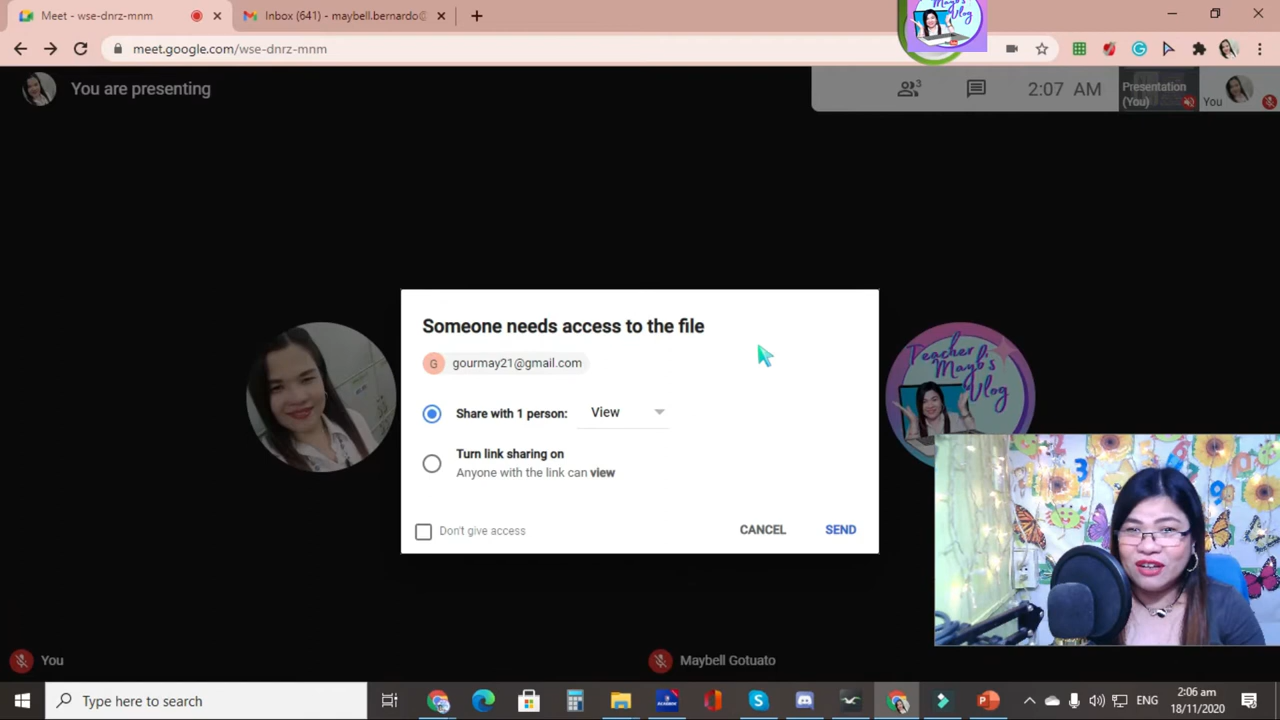 Meet - wse-dnrz-mnm
Inbox (641) - maybell.bernardo@
Mayb's
Vlog
meet.google.com/wse-dnrz-mnm
You are presenting
3
2:07 AM
Presentation
(You)
You
Someone needs access to the file
G
gourmay21@gmail.com
Share with 1 person:
View
Turn link sharing on
Anyone with the link can view
Don't give access
CANCEL
SEND
Teacher
Mayb's
Vlog
You
Maybell Gotuato
Type here to search
ENG
2:06 am
18/11/2020